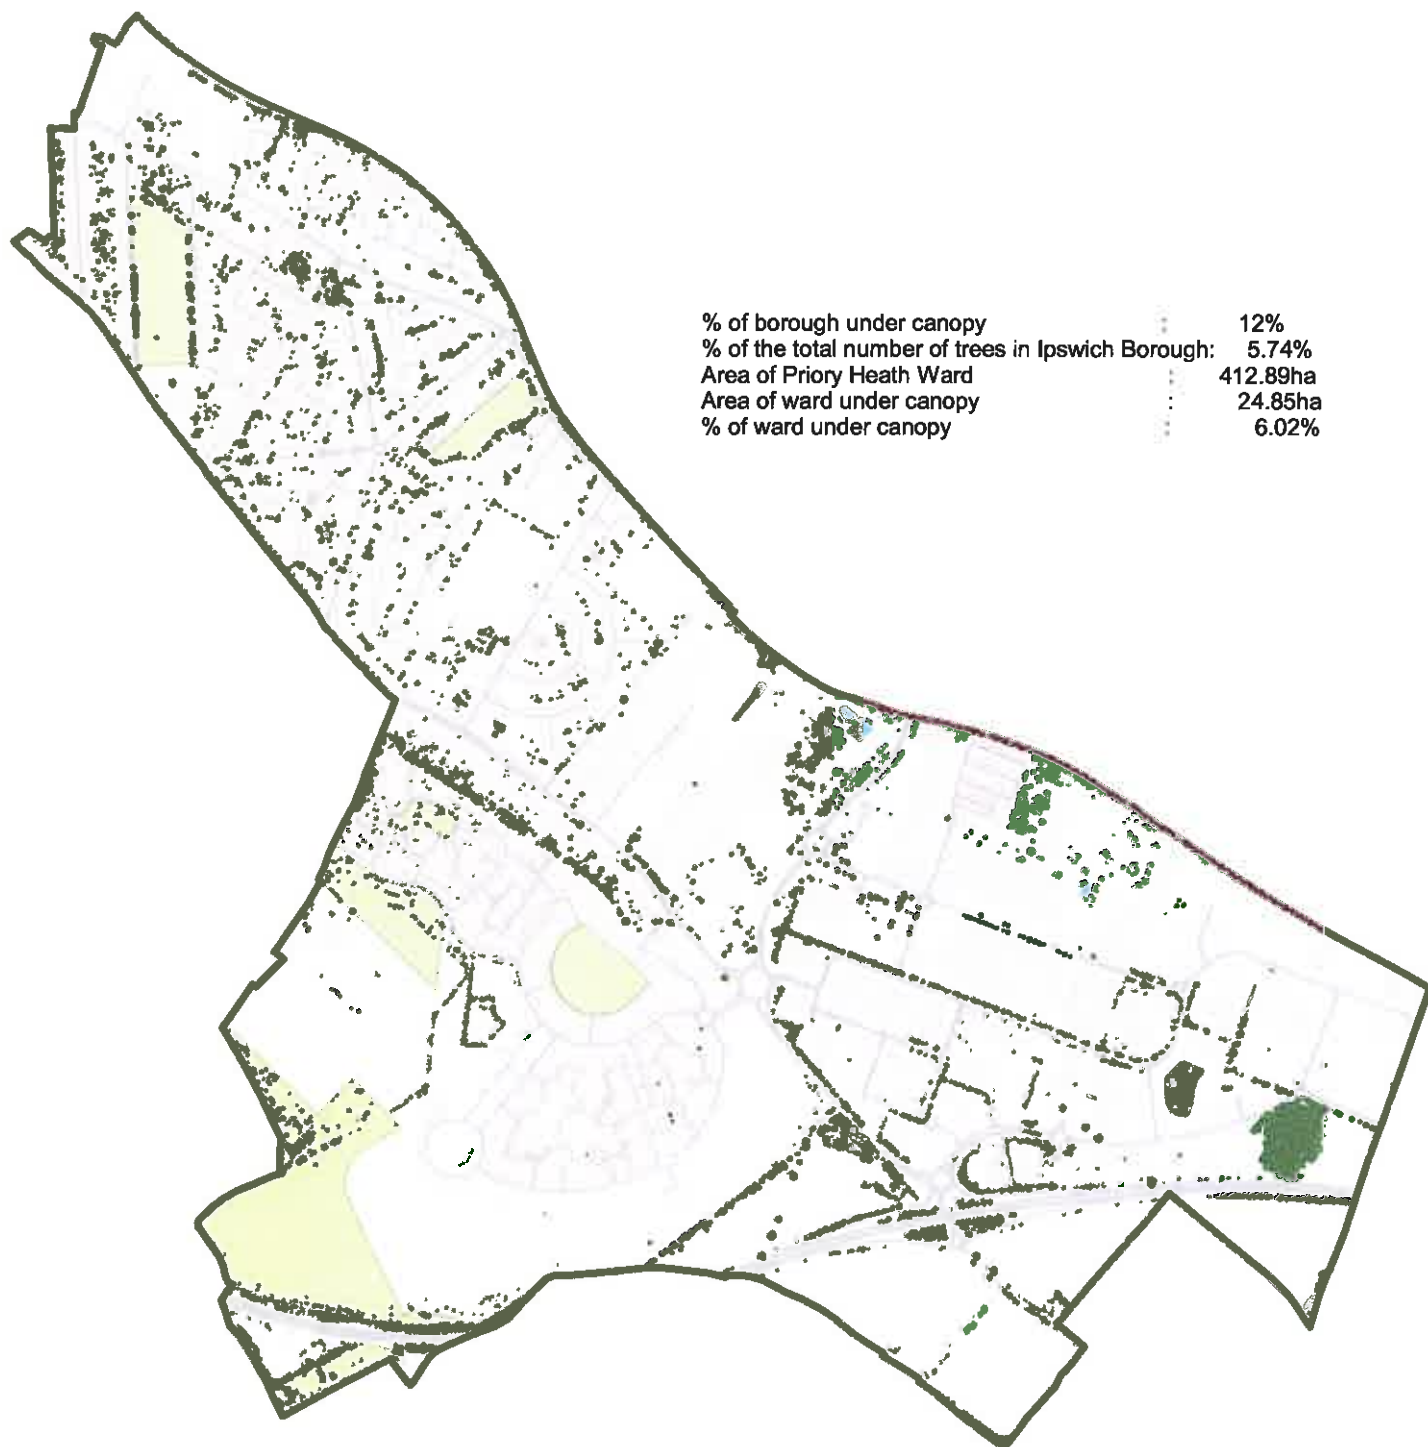 % of borough under canopy : 12%
% of the total number of trees in Ipswich Borough: 5.74%
Area of Priory Heath Ward : 412.89ha
Area of ward under canopy : 24.85ha
% of ward under canopy : 6.02%